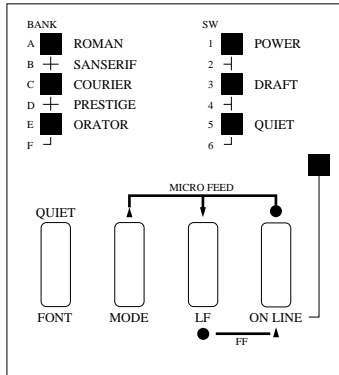 BANK SW
A ROMAN 1 POWER
B SANSERIF 2
C COURIER 3 DRAFT
D PRESTIGE 4
E ORATOR 5 QUIET
F 6
MICRO FEED
QUIET
FONT MODE LF ON LINE
FF